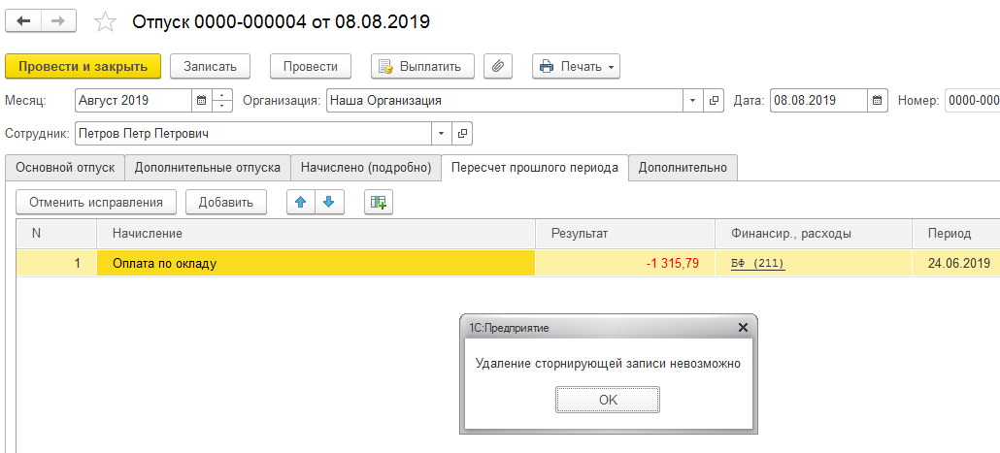 Отпуск 0000-000004 от 08.08.2019
Провести и закрыть Записать Провести Выплатить Печать
Месяц: Август 2019 Организация: Наша Организация Дата: 08.08.2019 Номер: 0000-000
Сотрудник: Петров Петр Петрович
Основной отпуск Дополнительные отпуска Начислено (подробно) Пересчет прошлого периода Дополнительно
Отменить исправления Добавить
N Начисление Результат Финансир., расходы Период
1 Оплата по окладу -1 315,79 БФ (211) 24.06.2019
1С:Предприятие
Удаление сторнирующей записи невозможно
OK